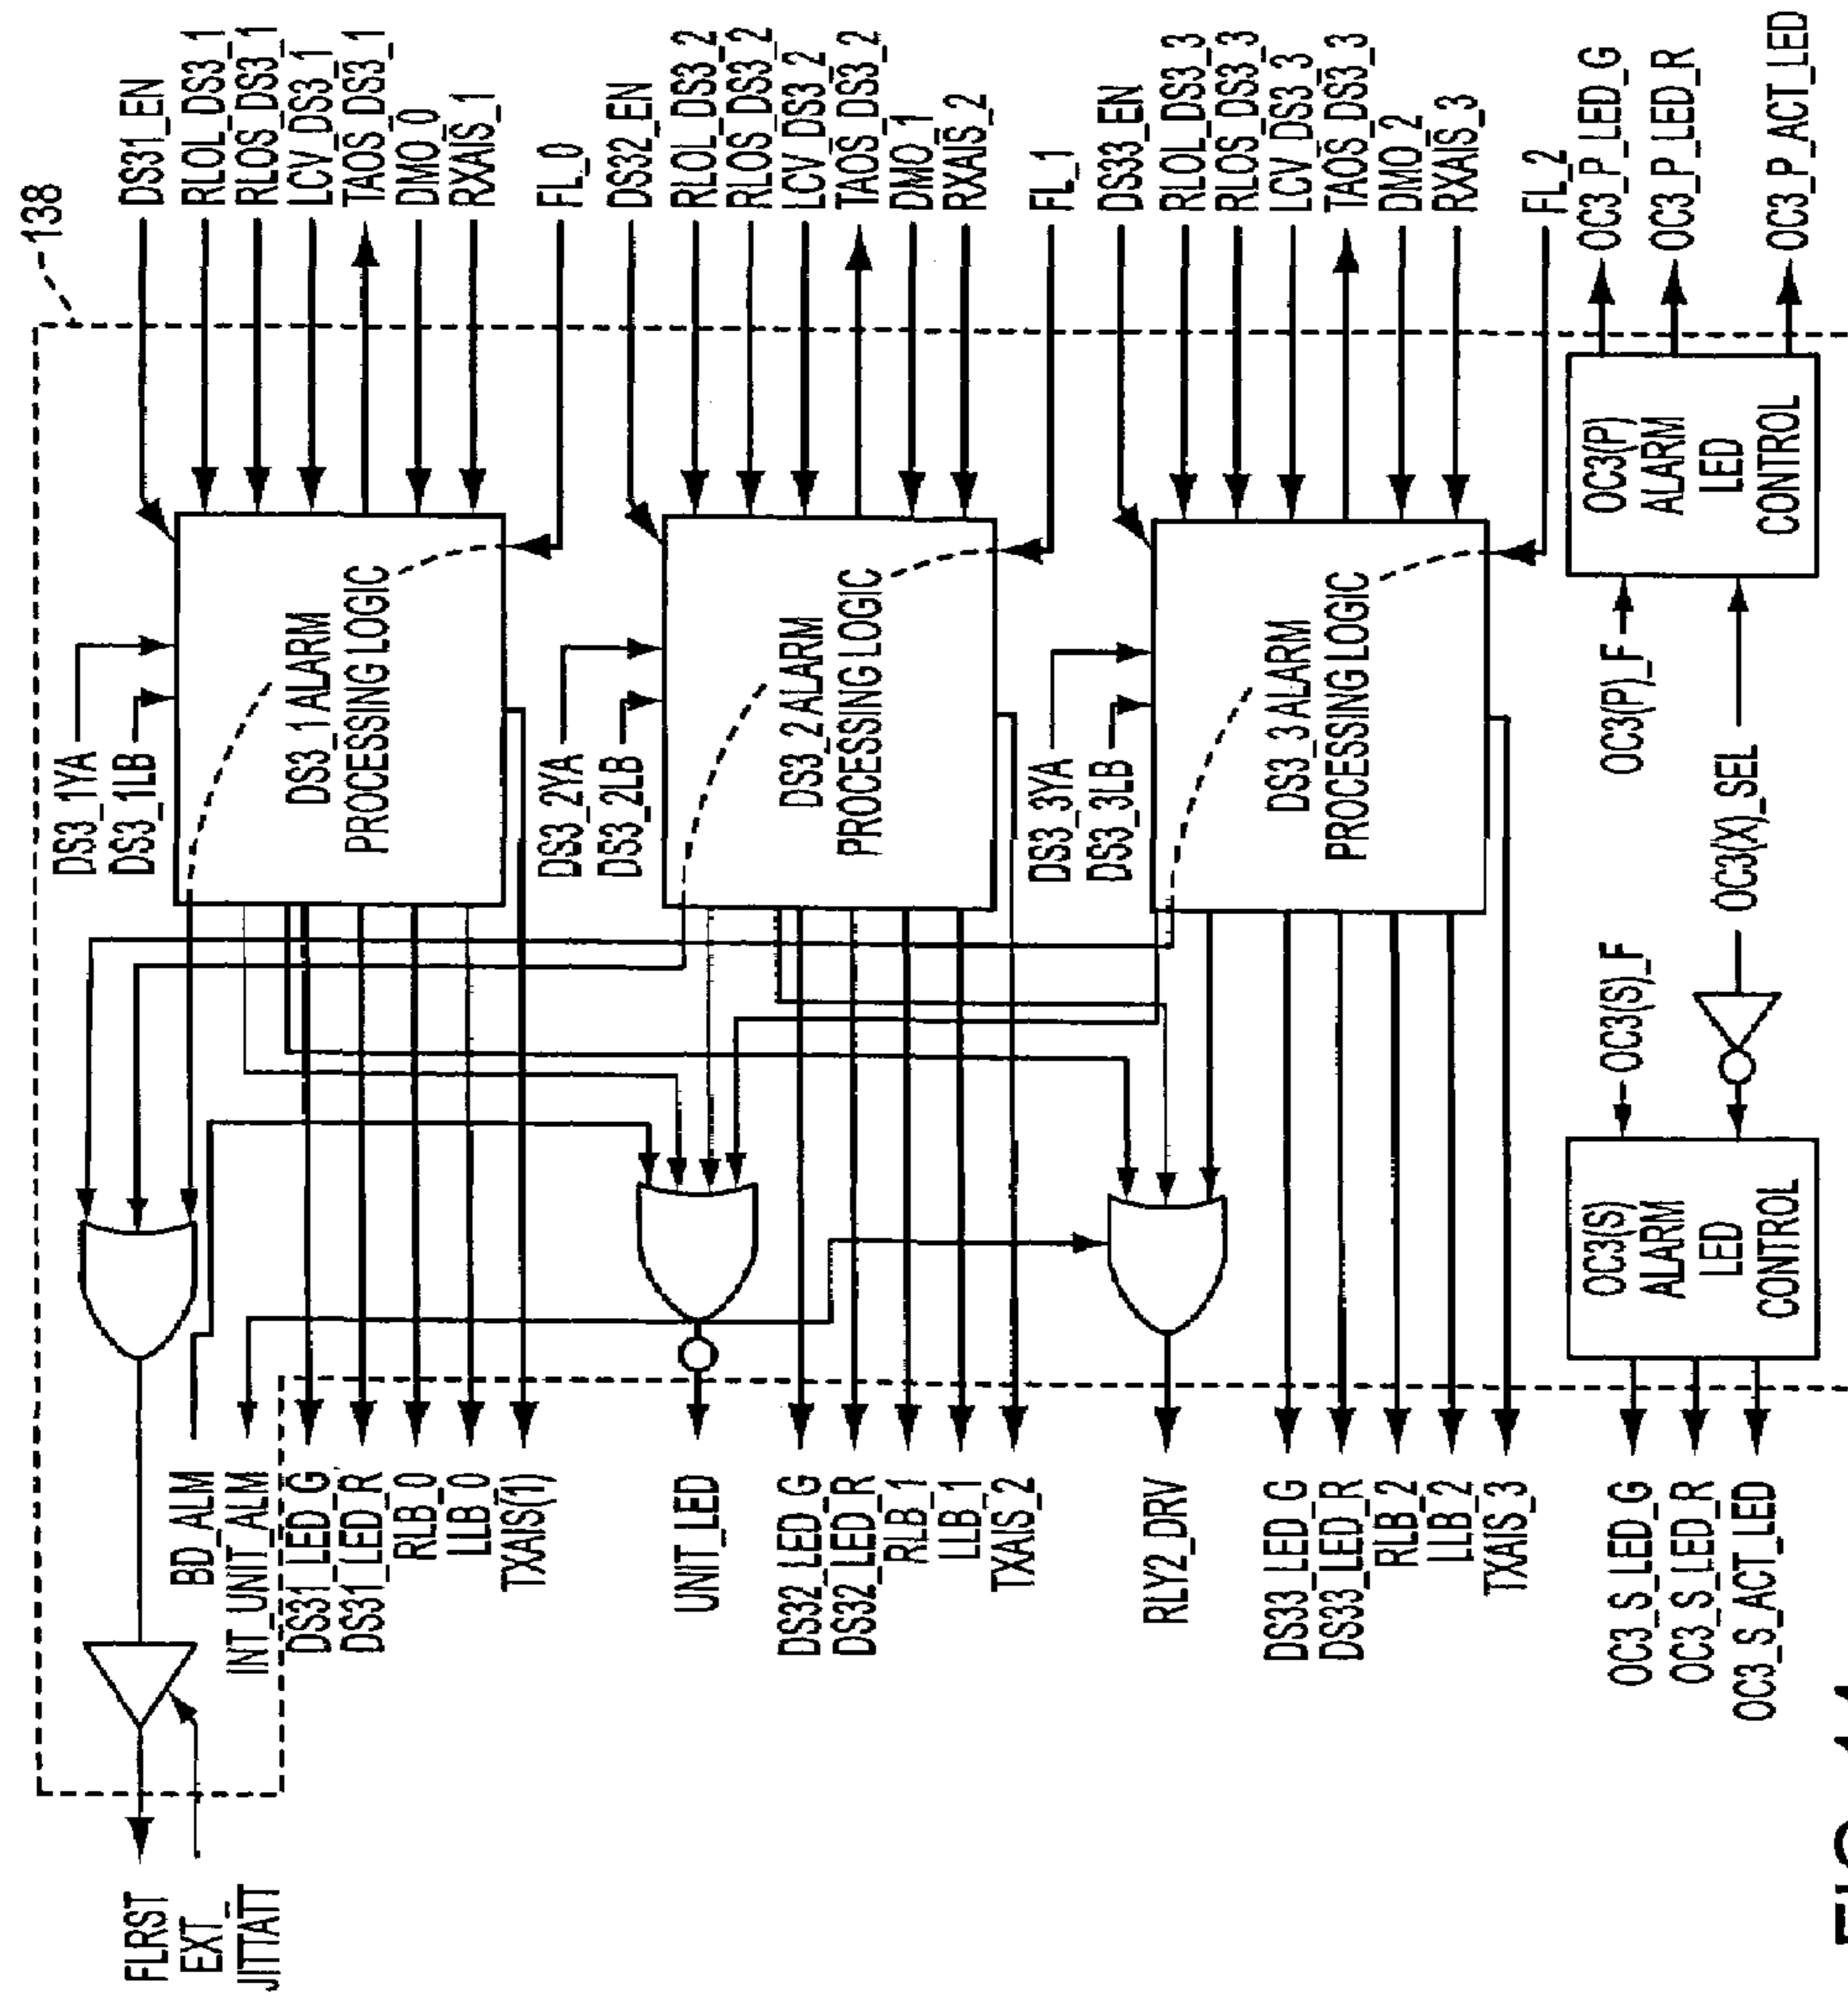 138
DS31_EN
RLOL_DS3_1
RLOS_DS3_1
LCV_DS3_1
TAOS_DS3_1
DMO_0
RXAIS_1
FL_0
DS32_EN
RLOL_DS3_2
RLOS_DS3_2
LCV_DS3_2
TAOS_DS3_2
DMO_1
RXAIS_2
FL_1
DS33_EN
RLOL_DS3_3
RLOS_DS3_3
LCV_DS3_3
TAOS_DS3_3
DMO_2
RXAIS_3
FL_2
OC3_P_LED_G
OC3_P_LED_R
OC3_P_ACT_LED
DS3_1YA
DS3_1LB
DS3_1 ALARM
PROCESSING LOGIC
DS3_2YA
DS3_2LB
DS3_2 ALARM
PROCESSING LOGIC
DS3_3YA
DS3_3LB
DS3_3 ALARM
PROCESSING LOGIC
OC3(P)
ALARM
LED
CONTROL
OC3(P)_F
OC3(X)_SEL
OC3(S)_F
OC3(S)
ALARM
LED
CONTROL
FLRST
EXT_
JITTATT
BD_ALM
INT_UNIT_ALM
DS31_LED_G
DS31_LED_R
RLB_0
LLB_0
TXAIS(1)
UNIT_LED
DS32_LED_G
DS32_LED_R
RLB_1
LLB_1
TXAIS_2
RLY2_DRV
DS33_LED_G
DS33_LED_R
RLB_2
LLB_2
TXAIS_3
OC3_S_LED_G
OC3_S_LED_R
OC3_S_ACT_LED